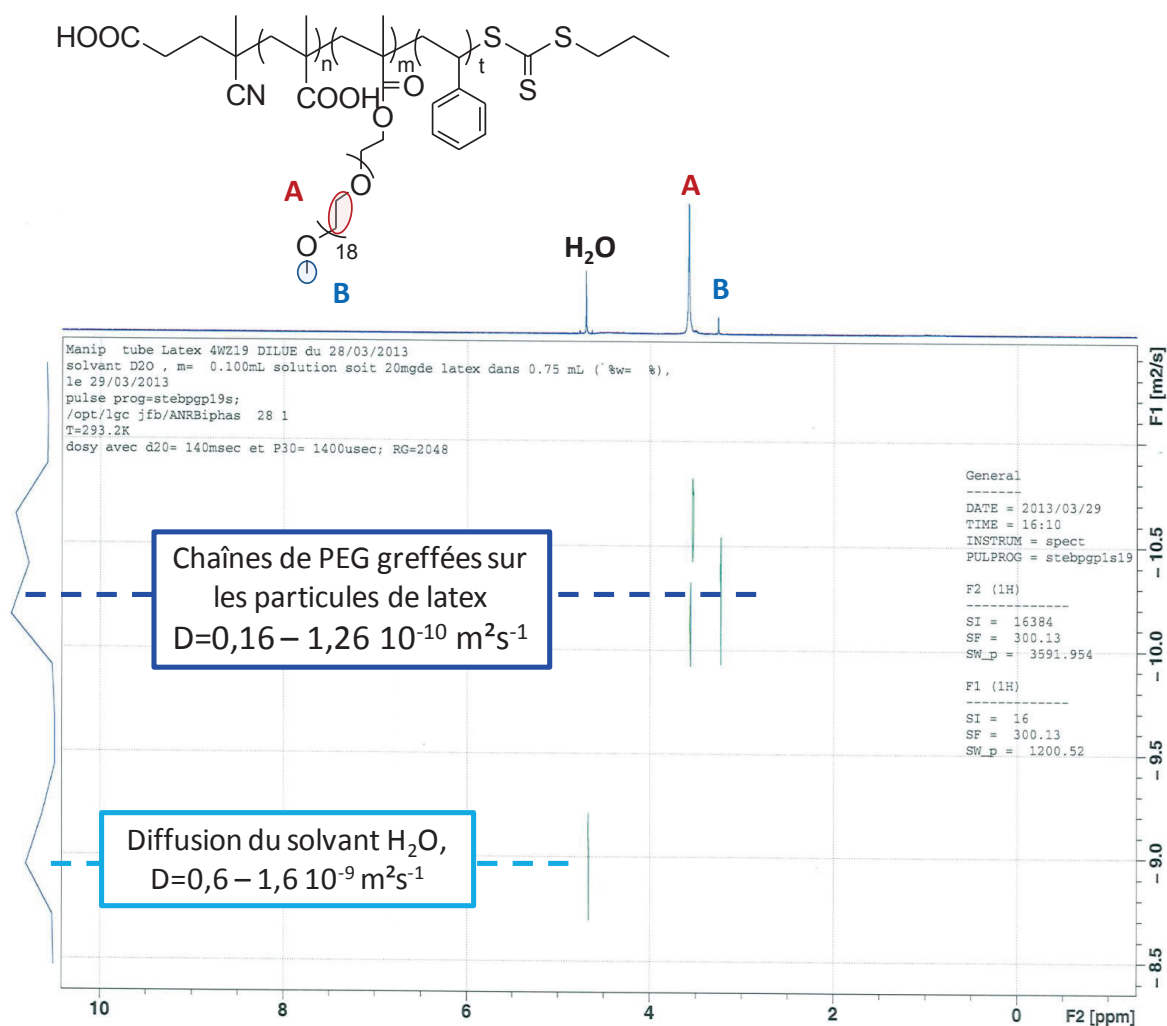 HOOC
CN
n
COOH
m
O
O
t
S
S
S
O
A
O
18
B
A
H₂O
B
Manip tube Latex 4WZ19 DILUE du 28/03/2013
solvant D2O , m= 0.100mL solution soit 20mgde latex dans 0.75 mL (`%w= %),
le 29/03/2013
pulse prog=stebpgp19s;
/opt/lgc jfb/ANRBiphas 28 1
T=293.2K
dosy avec d20= 140msec et P30= 1400usec; RG=2048
F1 [m2/s]
General
-------
DATE = 2013/03/29
TIME = 16:10
INSTRUM = spect
PULPROG = stebpgp1s19
F2 (1H)
-------------
SI = 16384
SF = 300.13
SW_p = 3591.954
F1 (1H)
-------------
SI = 16
SF = 300.13
SW_p = 1200.52
Chaînes de PEG greffées sur
les particules de latex
D=0,16 – 1,26 10⁻¹⁰ m²s⁻¹
Diffusion du solvant H₂O,
D=0,6 – 1,6 10⁻⁹ m²s⁻¹
- 10.5
- 10.0
- 9.5
- 9.0
- 8.5
10 8 6 4 2 0 F2 [ppm]